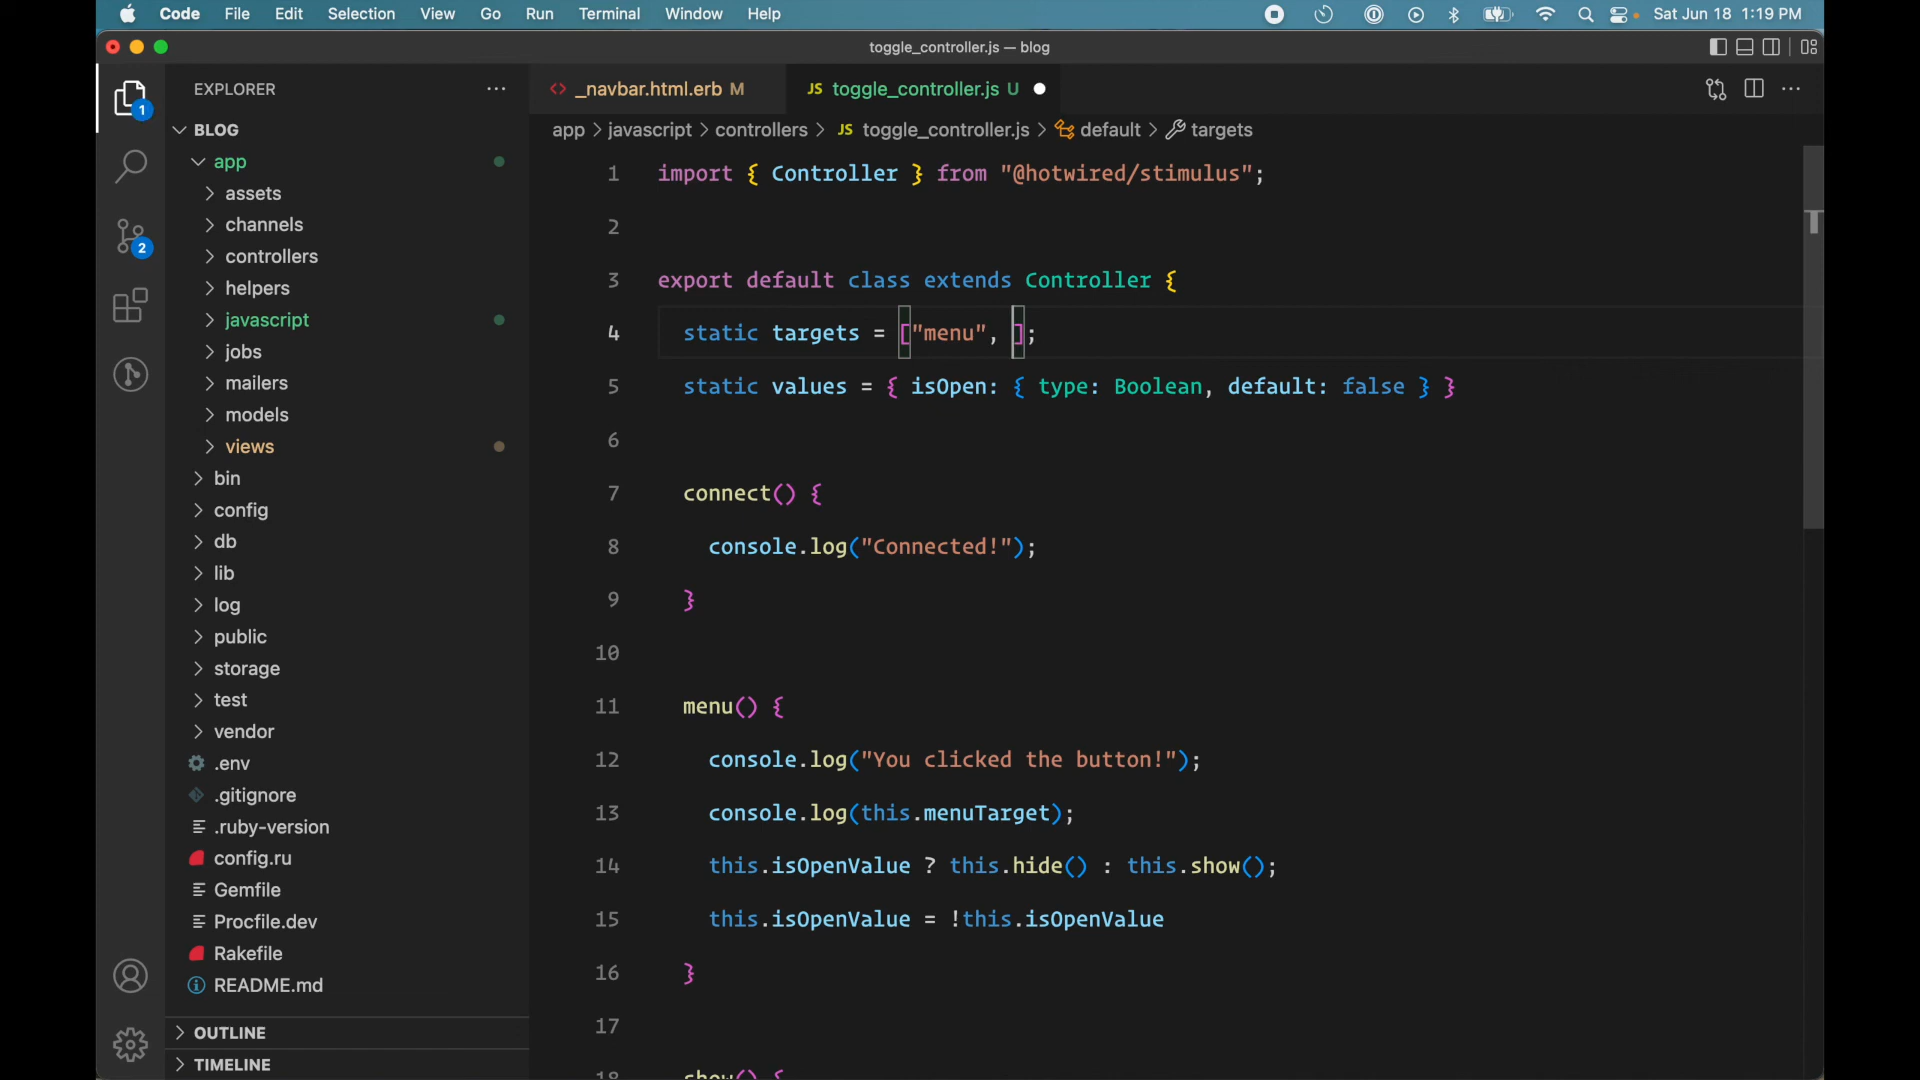 Code File Edit Selection View Go Run Terminal Window Help Sat Jun 18 1:19 PM
toggle_controller.js — blog
EXPLORER
BLOG
app
assets
channels
controllers
helpers
javascript
jobs
mailers
models
views
bin
config
db
lib
log
public
storage
test
vendor
.env
.gitignore
.ruby-version
config.ru
Gemfile
Procfile.dev
Rakefile
README.md
OUTLINE
TIMELINE
1
2
<> _navbar.html.erb M
JS toggle_controller.js U
app > javascript > controllers > JS toggle_controller.js > default > targets
1 import { Controller } from "@hotwired/stimulus";
2
3 export default class extends Controller {
4 static targets = ["menu", ];
5 static values = { isOpen: { type: Boolean, default: false } }
6
7 connect() {
8 console.log("Connected!");
9 }
10
11 menu() {
12 console.log("You clicked the button!");
13 console.log(this.menuTarget);
14 this.isOpenValue ? this.hide() : this.show();
15 this.isOpenValue = !this.isOpenValue
16 }
17
18 show() {